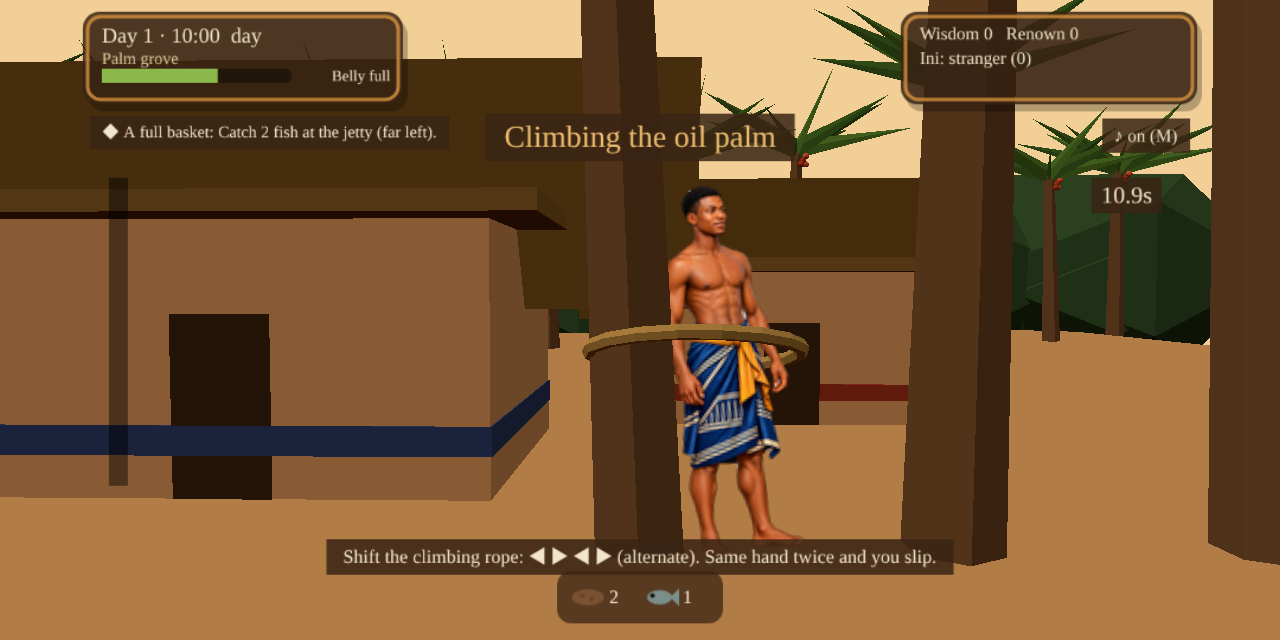 Day 1 · 10:00 day
Palm grove
Belly full
Wisdom 0 Renown 0
Ini: stranger (0)
◆ A full basket: Catch 2 fish at the jetty (far left).
Climbing the oil palm
♪ on (M)
10.9s
Shift the climbing rope: ◀ ▶ ◀ ▶ (alternate). Same hand twice and you slip.
2
1